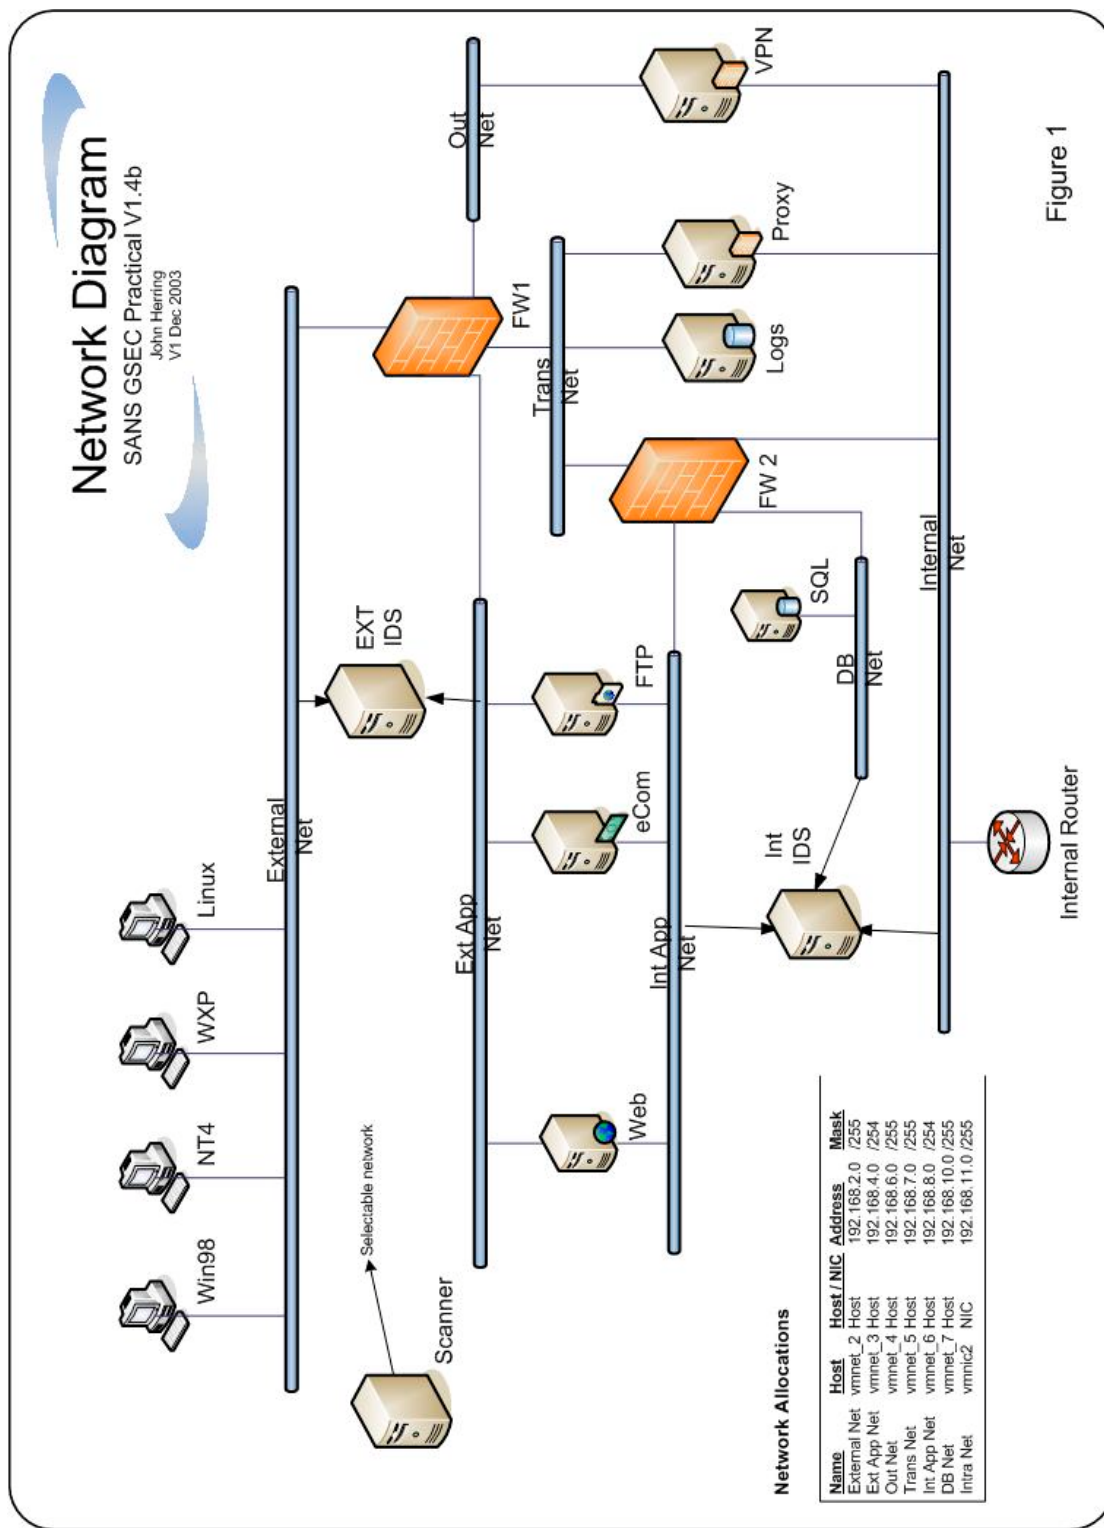 Network Diagram
SANS GSEC Practical V1.4b
John Herring
V1 Dec 2003
Win98
NT4
WXP
Linux
External
Net
Scanner
Selectable network
EXT
IDS
FW1
Out
Net
Ext App
Net
Trans
Net
Web
eCom
FTP
FW 2
Logs
Proxy
VPN
Int App
Net
Int
IDS
SQL
DB
Net
Internal
Net
Internal Router
Network Allocations
Name Host Host / NIC Address Mask
External Net vmnet_2 Host 192.168.2.0 /255
Ext App Net vmnet_3 Host 192.168.4.0 /254
Out Net vmnet_4 Host 192.168.6.0 /255
Trans Net vmnet_5 Host 192.168.7.0 /255
Int App Net vmnet_6 Host 192.168.8.0 /254
DB Net vmnet_7 Host 192.168.10.0 /255
Intra Net vmnic2 NIC 192.168.11.0 /255
Figure 1